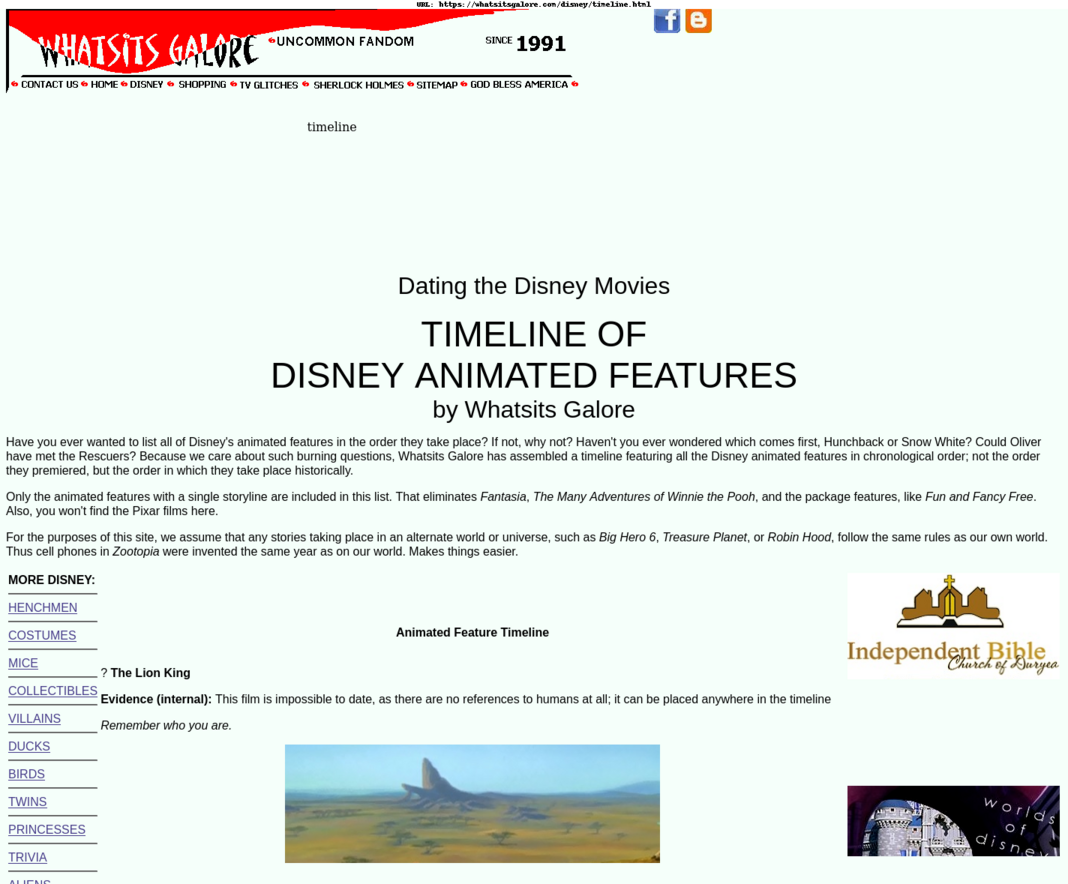 URL: https://whatsitsgalore.com/disney/timeline.html
WHATSITS GALORE
UNCOMMON FANDOM
SINCE 1991
CONTACT US HOME DISNEY SHOPPING TV GLITCHES SHERLOCK HOLMES SITEMAP GOD BLESS AMERICA
timeline
Dating the Disney Movies
TIMELINE OF
DISNEY ANIMATED FEATURES
by Whatsits Galore
Have you ever wanted to list all of Disney's animated features in the order they take place? If not, why not? Haven't you ever wondered which comes first, Hunchback or Snow White? Could Oliver
have met the Rescuers? Because we care about such burning questions, Whatsits Galore has assembled a timeline featuring all the Disney animated features in chronological order; not the order
they premiered, but the order in which they take place historically.
Only the animated features with a single storyline are included in this list. That eliminates Fantasia, The Many Adventures of Winnie the Pooh, and the package features, like Fun and Fancy Free.
Also, you won't find the Pixar films here.
For the purposes of this site, we assume that any stories taking place in an alternate world or universe, such as Big Hero 6, Treasure Planet, or Robin Hood, follow the same rules as our own world.
Thus cell phones in Zootopia were invented the same year as on our world. Makes things easier.
MORE DISNEY:
HENCHMEN
COSTUMES
MICE
COLLECTIBLES
VILLAINS
DUCKS
BIRDS
TWINS
PRINCESSES
TRIVIA
ALIENS
Animated Feature Timeline
? The Lion King
Evidence (internal): This film is impossible to date, as there are no references to humans at all; it can be placed anywhere in the timeline
Remember who you are.
Independent Bible
Church of Duryea
worlds
of
disney